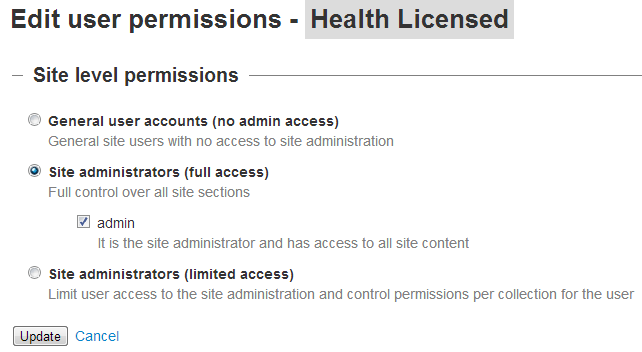 Edit user permissions - Health Licensed
Site level permissions
General user accounts (no admin access)
General site users with no access to site administration
Site administrators (full access)
Full control over all site sections
admin
It is the site administrator and has access to all site content
Site administrators (limited access)
Limit user access to the site administration and control permissions per collection for the user
Update Cancel